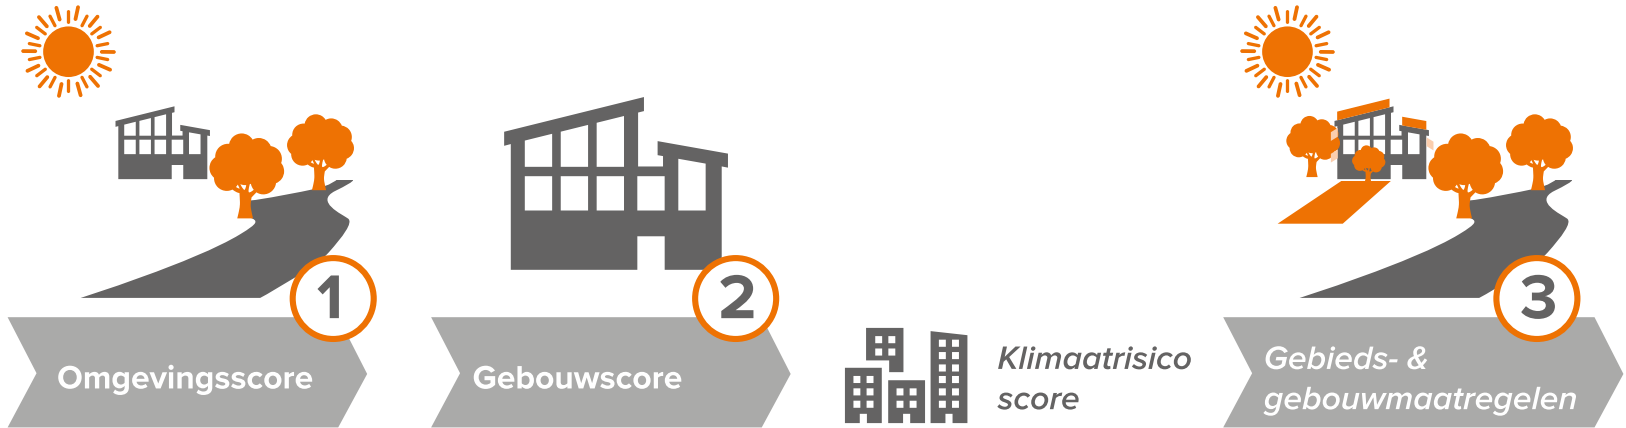 1
Omgevingsscore
2
Gebouwscore
Klimaatrisico
score
3
Gebieds- &
gebouwmaatregelen